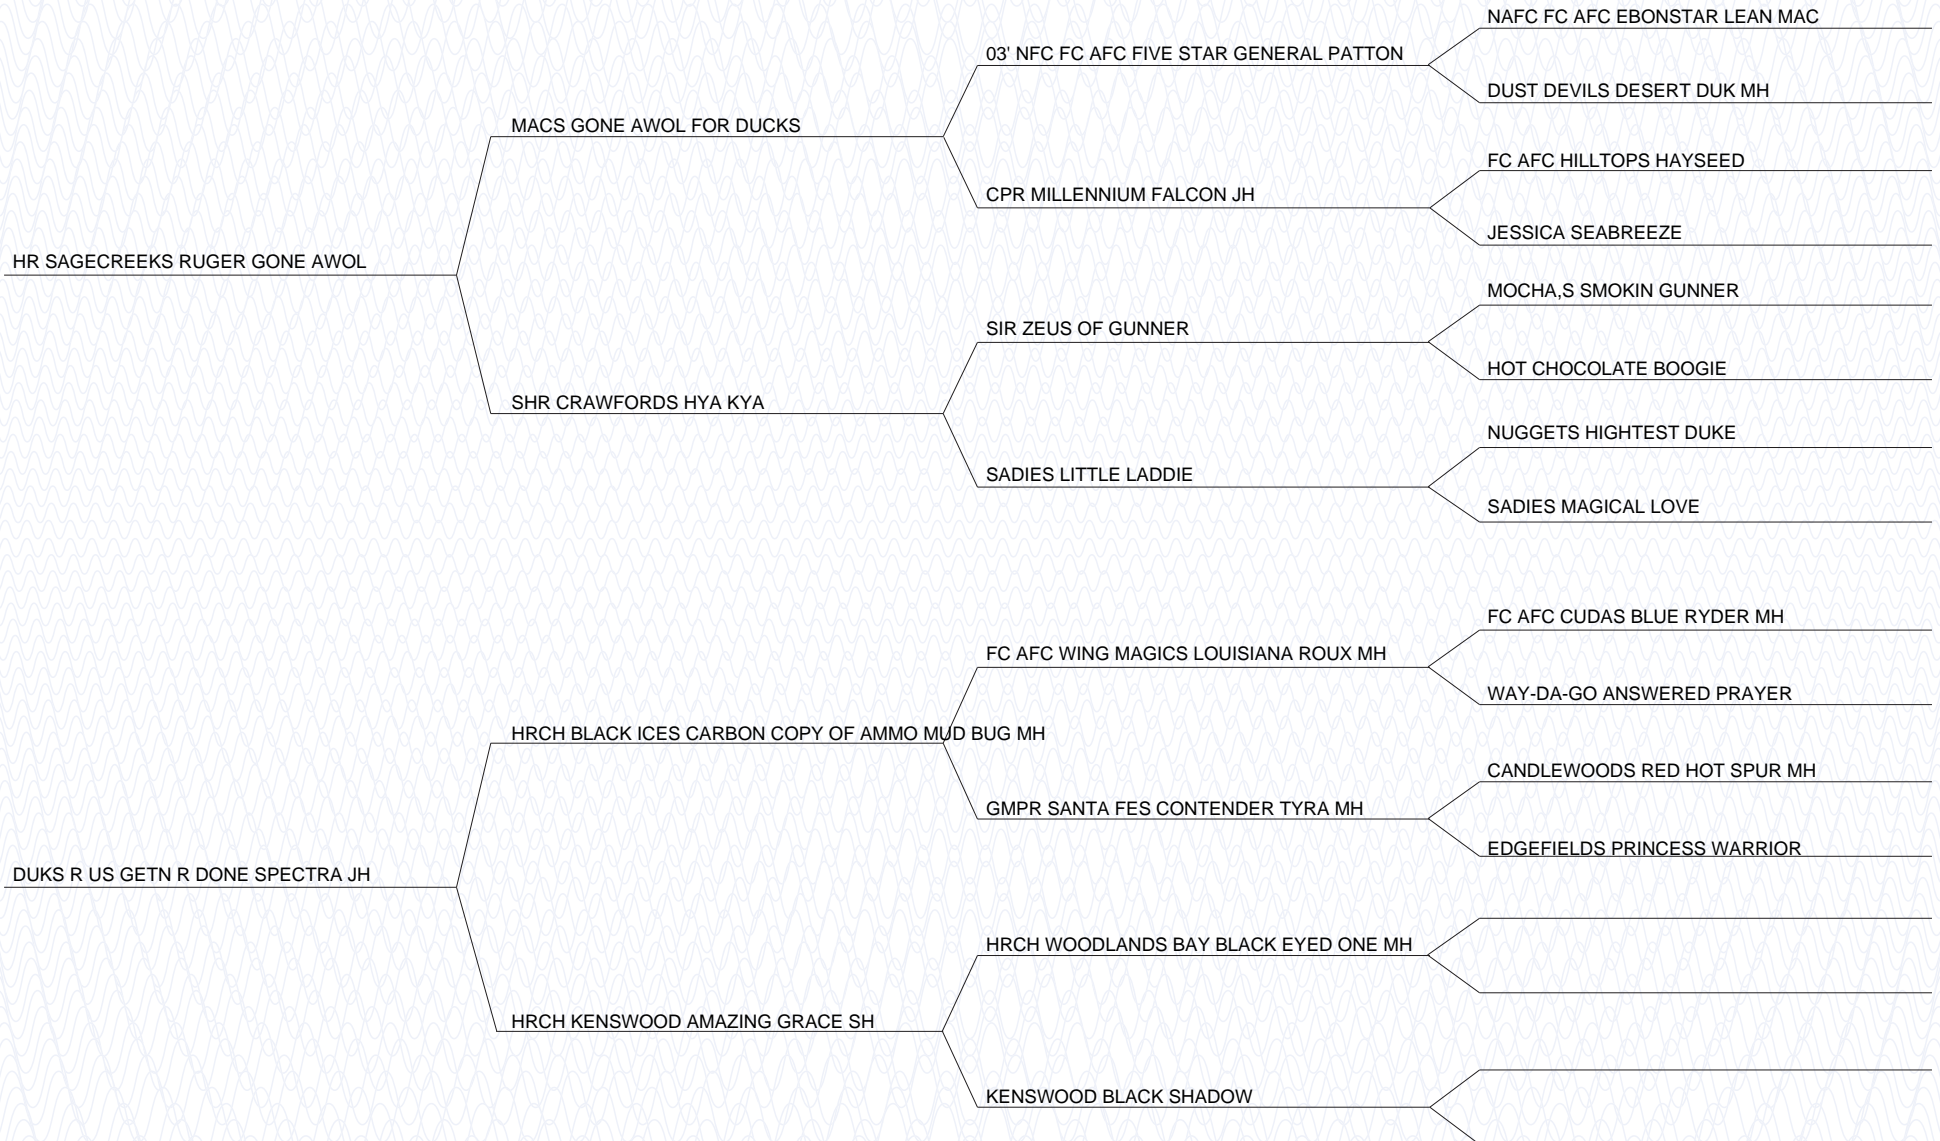 NAFC FC AFC EBONSTAR LEAN MAC
03' NFC FC AFC FIVE STAR GENERAL PATTON
DUST DEVILS DESERT DUK MH
MACS GONE AWOL FOR DUCKS
FC AFC HILLTOPS HAYSEED
CPR MILLENNIUM FALCON JH
JESSICA SEABREEZE
HR SAGECREEKS RUGER GONE AWOL
MOCHA,S SMOKIN GUNNER
SIR ZEUS OF GUNNER
HOT CHOCOLATE BOOGIE
SHR CRAWFORDS HYA KYA
NUGGETS HIGHTEST DUKE
SADIES LITTLE LADDIE
SADIES MAGICAL LOVE
FC AFC CUDAS BLUE RYDER MH
FC AFC WING MAGICS LOUISIANA ROUX MH
WAY-DA-GO ANSWERED PRAYER
HRCH BLACK ICES CARBON COPY OF AMMO MUD BUG MH
CANDLEWOODS RED HOT SPUR MH
GMPR SANTA FES CONTENDER TYRA MH
EDGEFIELDS PRINCESS WARRIOR
DUKS R US GETN R DONE SPECTRA JH
HRCH WOODLANDS BAY BLACK EYED ONE MH
HRCH KENSWOOD AMAZING GRACE SH
KENSWOOD BLACK SHADOW